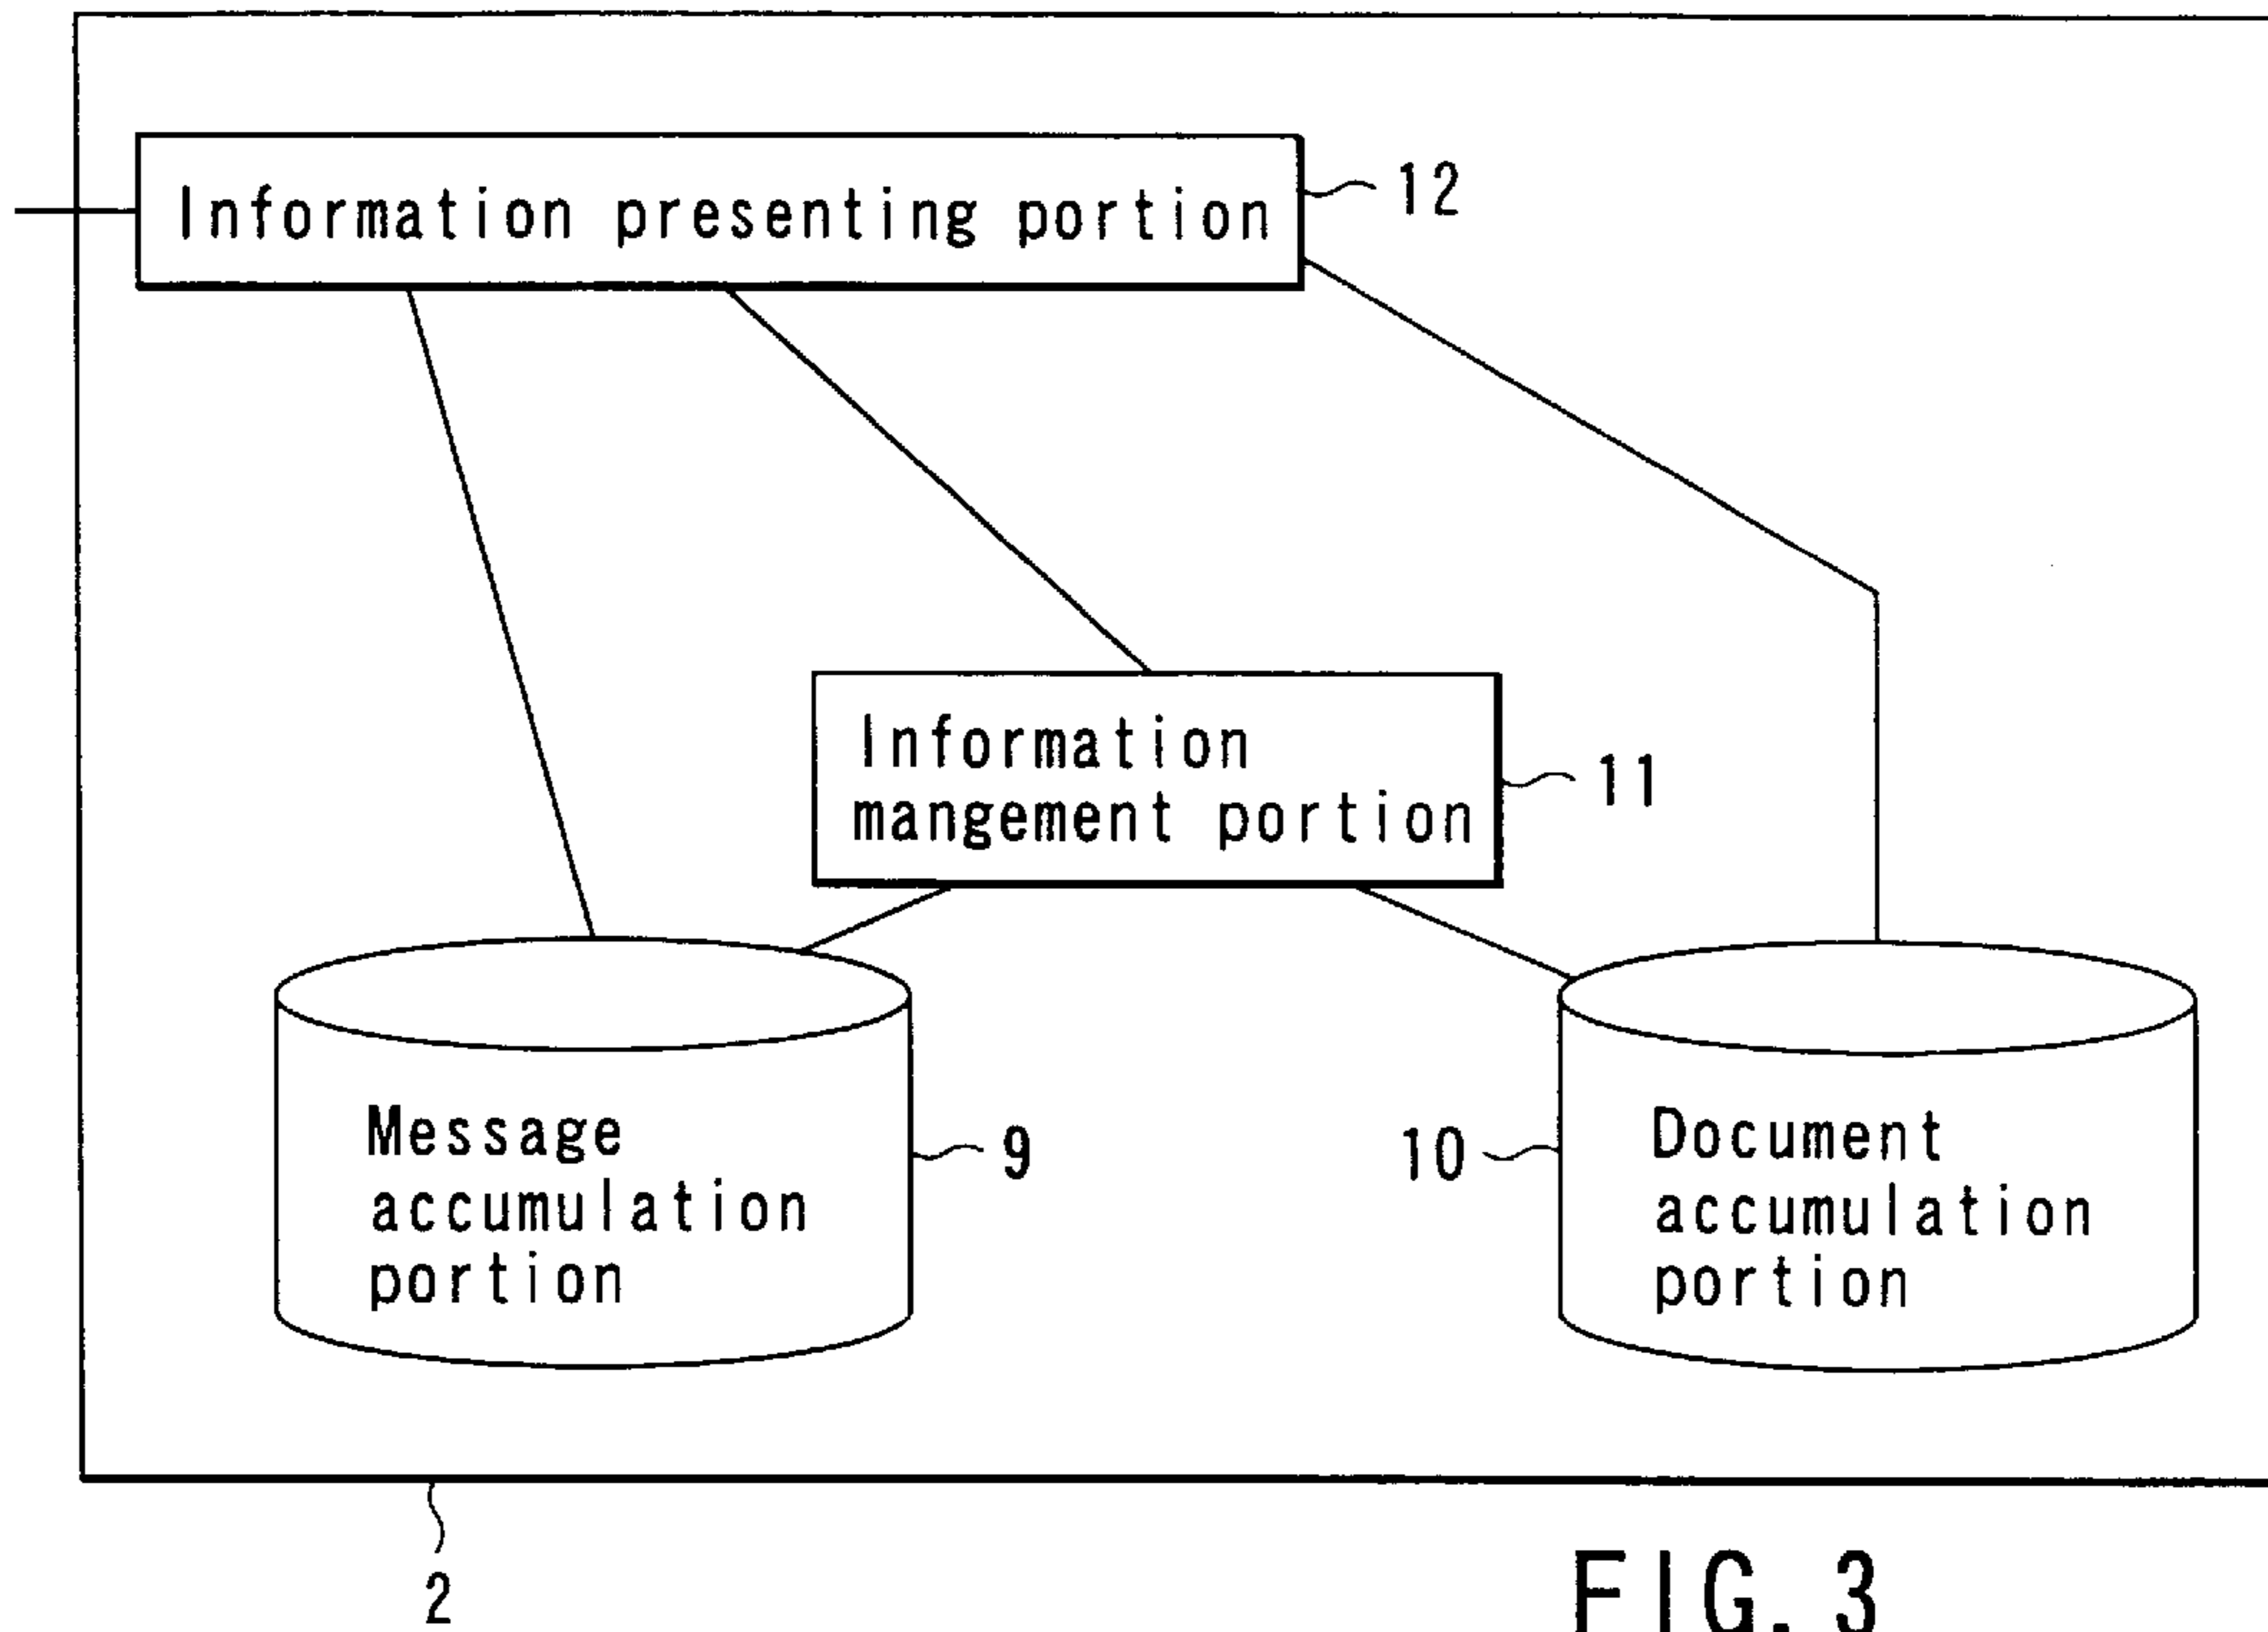 Information presenting portion
12
Information
mangement portion
11
Message
accumulation
portion
9
10
Document
accumulation
portion
2
FIG. 3